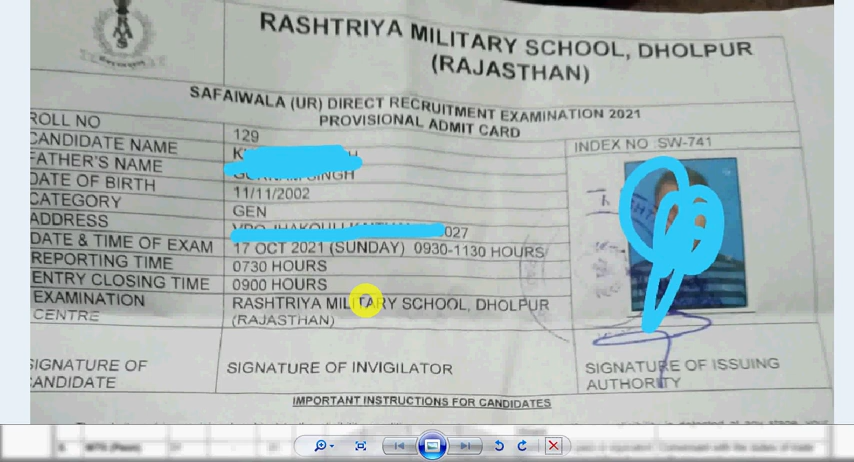 RASHTRIYA MILITARY SCHOOL, DHOLPUR
(RAJASTHAN)
SAFAIWALA (UR) DIRECT RECRUITMENT EXAMINATION 2021
PROVISIONAL ADMIT CARD
ROLL NO 129 INDEX NO :SW-741
CANDIDATE NAME
FATHER'S NAME SINGH
DATE OF BIRTH 11/11/2002
CATEGORY GEN
ADDRESS 027
DATE & TIME OF EXAM 17 OCT 2021 (SUNDAY) 0930-1130 HOURS
REPORTING TIME 0730 HOURS
ENTRY CLOSING TIME 0900 HOURS
EXAMINATION RASHTRIYA MILITARY SCHOOL, DHOLPUR
CENTRE (RAJASTHAN)
SIGNATURE OF SIGNATURE OF INVIGILATOR SIGNATURE OF ISSUING
CANDIDATE AUTHORITY
IMPORTANT INSTRUCTIONS FOR CANDIDATES